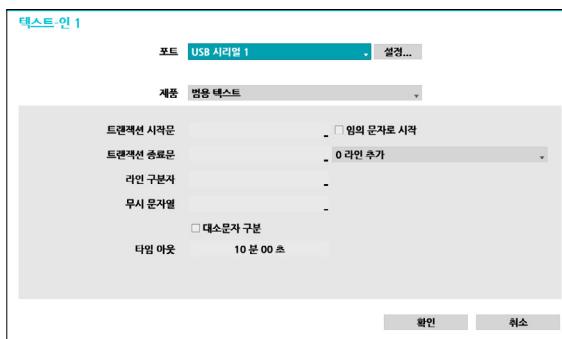 텍스트-인 1
포트 USB 시리얼 1 설정...
제품 범용 텍스트
트랜잭션 시작문 임의 문자로 시작
트랜잭션 종료문 0 라인 추가
라인 구분자
무시 문자열
대소문자 구분
타임 아웃 10 분 00 초
확인 취소